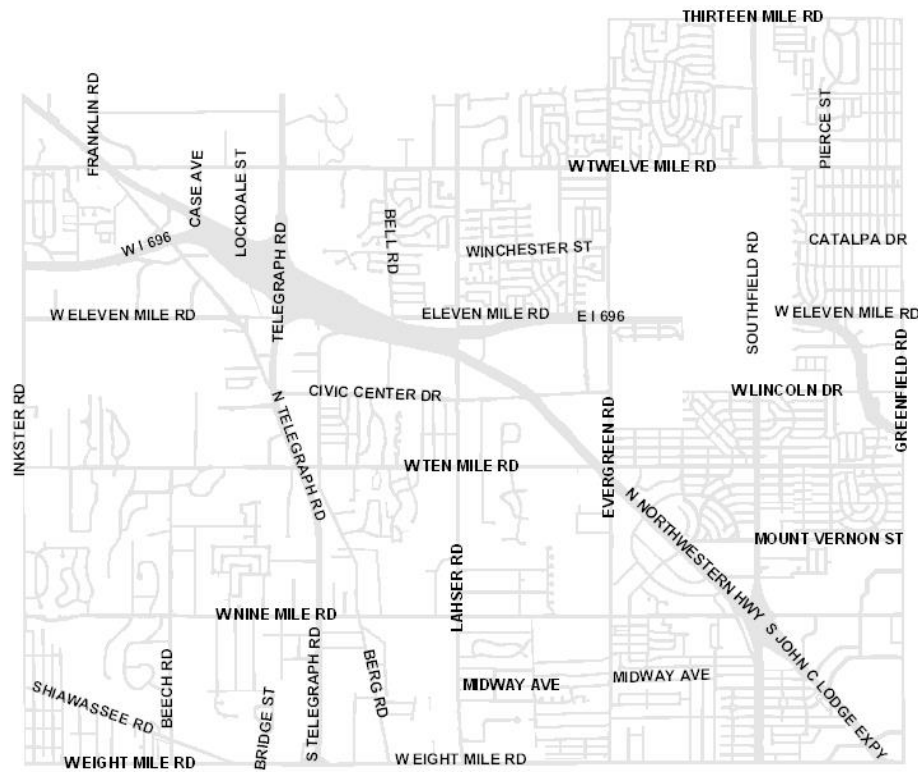 THIRTEEN MILE RD
FRANKLIN RD
PIERCE ST
CASE AVE
LOCKDALE ST
W TWELVE MILE RD
BELL RD
W I 696
WINCHESTER ST
CATALPA DR
TELEGRAPH RD
SOUTHFIELD RD
W ELEVEN MILE RD
ELEVEN MILE RD
E I 696
W ELEVEN MILE RD
GREENFIELD RD
CIVIC CENTER DR
W LINCOLN DR
INKSTER RD
N TELEGRAPH RD
EVERGREEN RD
W TEN MILE RD
N NORTHWESTERN HWY
MOUNT VERNON ST
LAHSER RD
W NINE MILE RD
S JOHN C LODGE EXPY
SHIAWASSEE RD
BEECH RD
BRIDGE ST
S TELEGRAPH RD
BERG RD
MIDWAY AVE
MIDWAY AVE
W EIGHT MILE RD
W EIGHT MILE RD